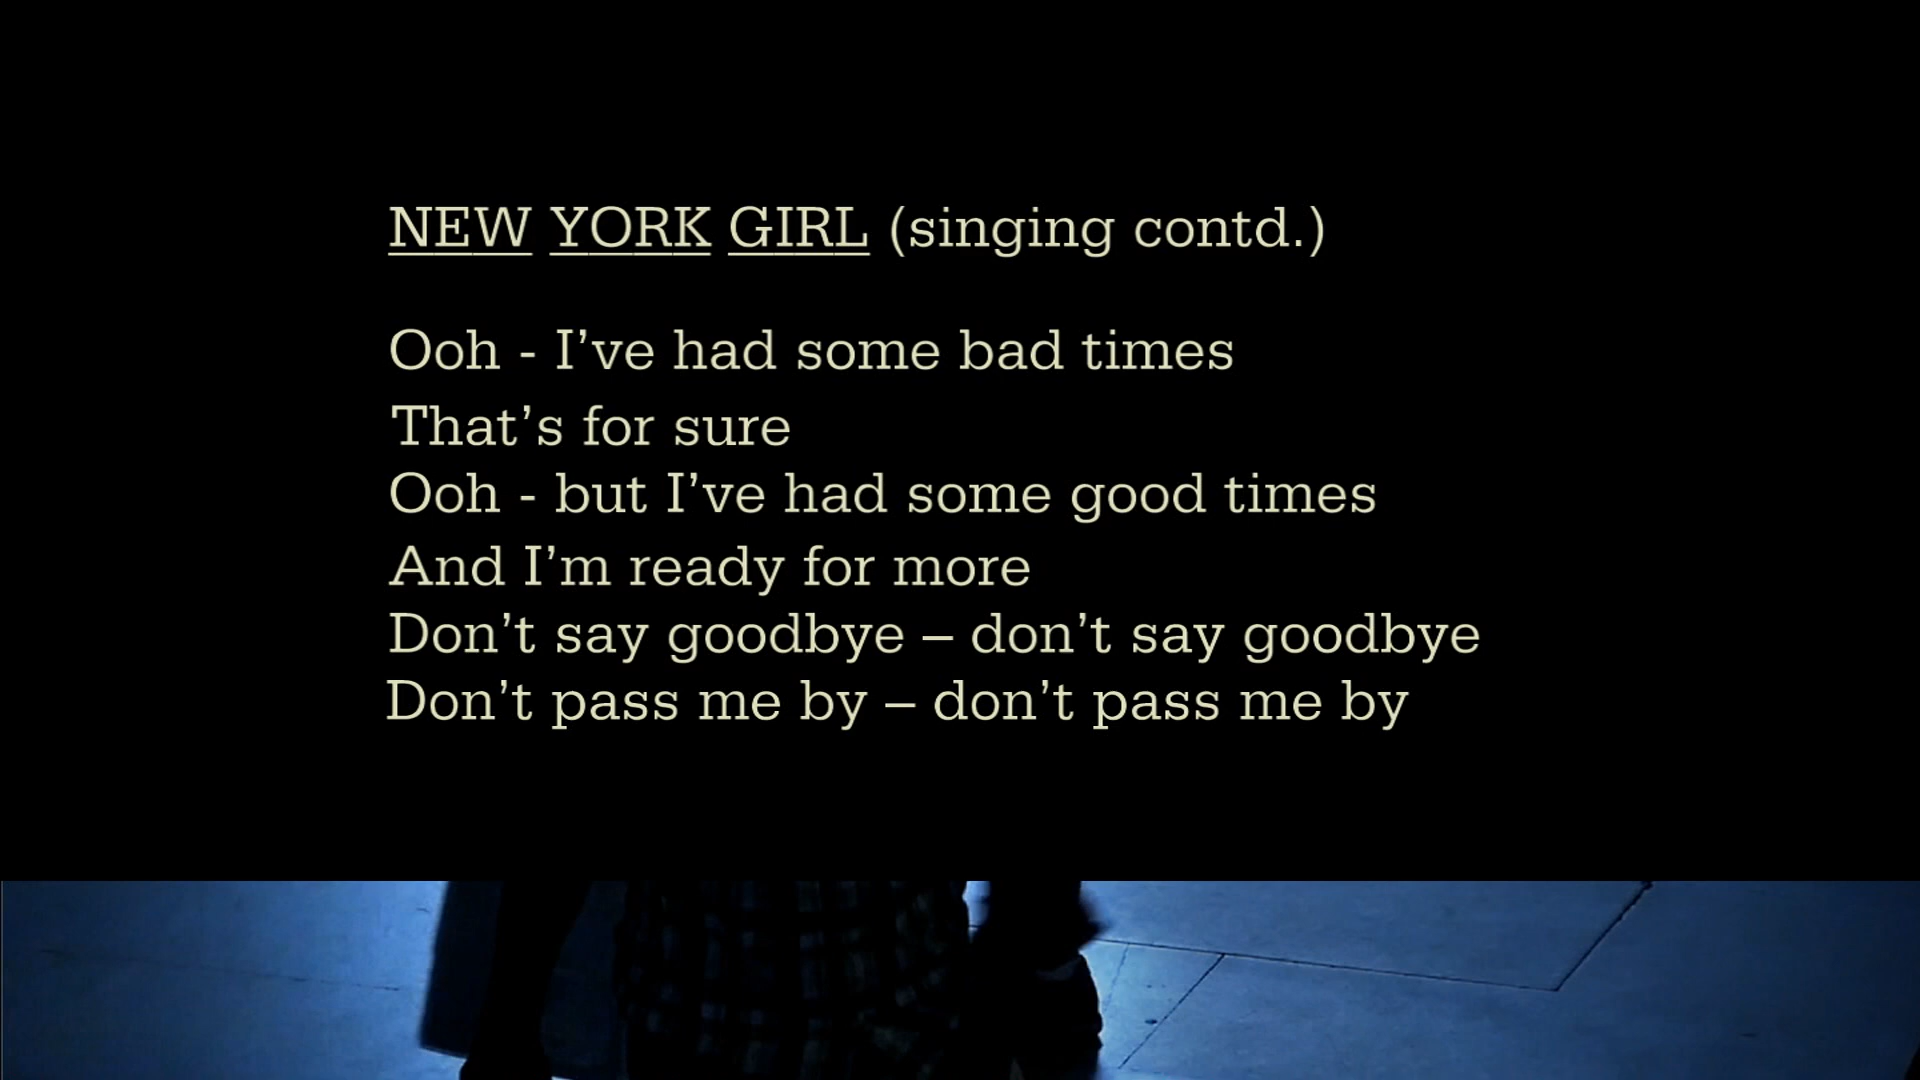 NEW YORK GIRL (singing contd.)
Ooh - I’ve had some bad times
That’s for sure
Ooh - but I’ve had some good times
And I’m ready for more
Don’t say goodbye – don’t say goodbye
Don’t pass me by – don’t pass me by